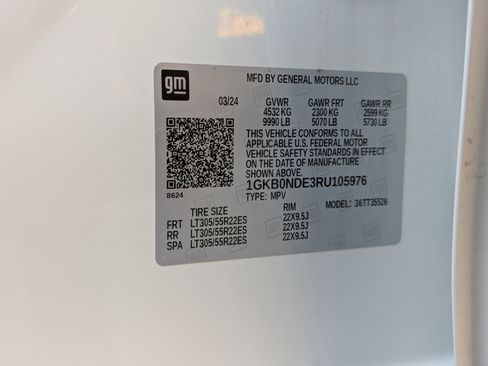 gm
MFD BY GENERAL MOTORS LLC
03/24 GVWR GAWR FRT GAWR RR
4532 KG 2300 KG 2599 KG
9990 LB 5070 LB 5730 LB
THIS VEHICLE CONFORMS TO ALL
APPLICABLE U.S. FEDERAL MOTOR
VEHICLE SAFETY STANDARDS IN EFFECT
ON THE DATE OF MANUFACTURE
SHOWN ABOVE.
1GKB0NDE3RU105976
8624 TYPE: MPV MODEL: 36TT35526
TIRE SIZE RIM
FRT LT305/55R22ES 22X9.5J
RR LT305/55R22ES 22X9.5J
SPA LT305/55R22ES 22X9.5J